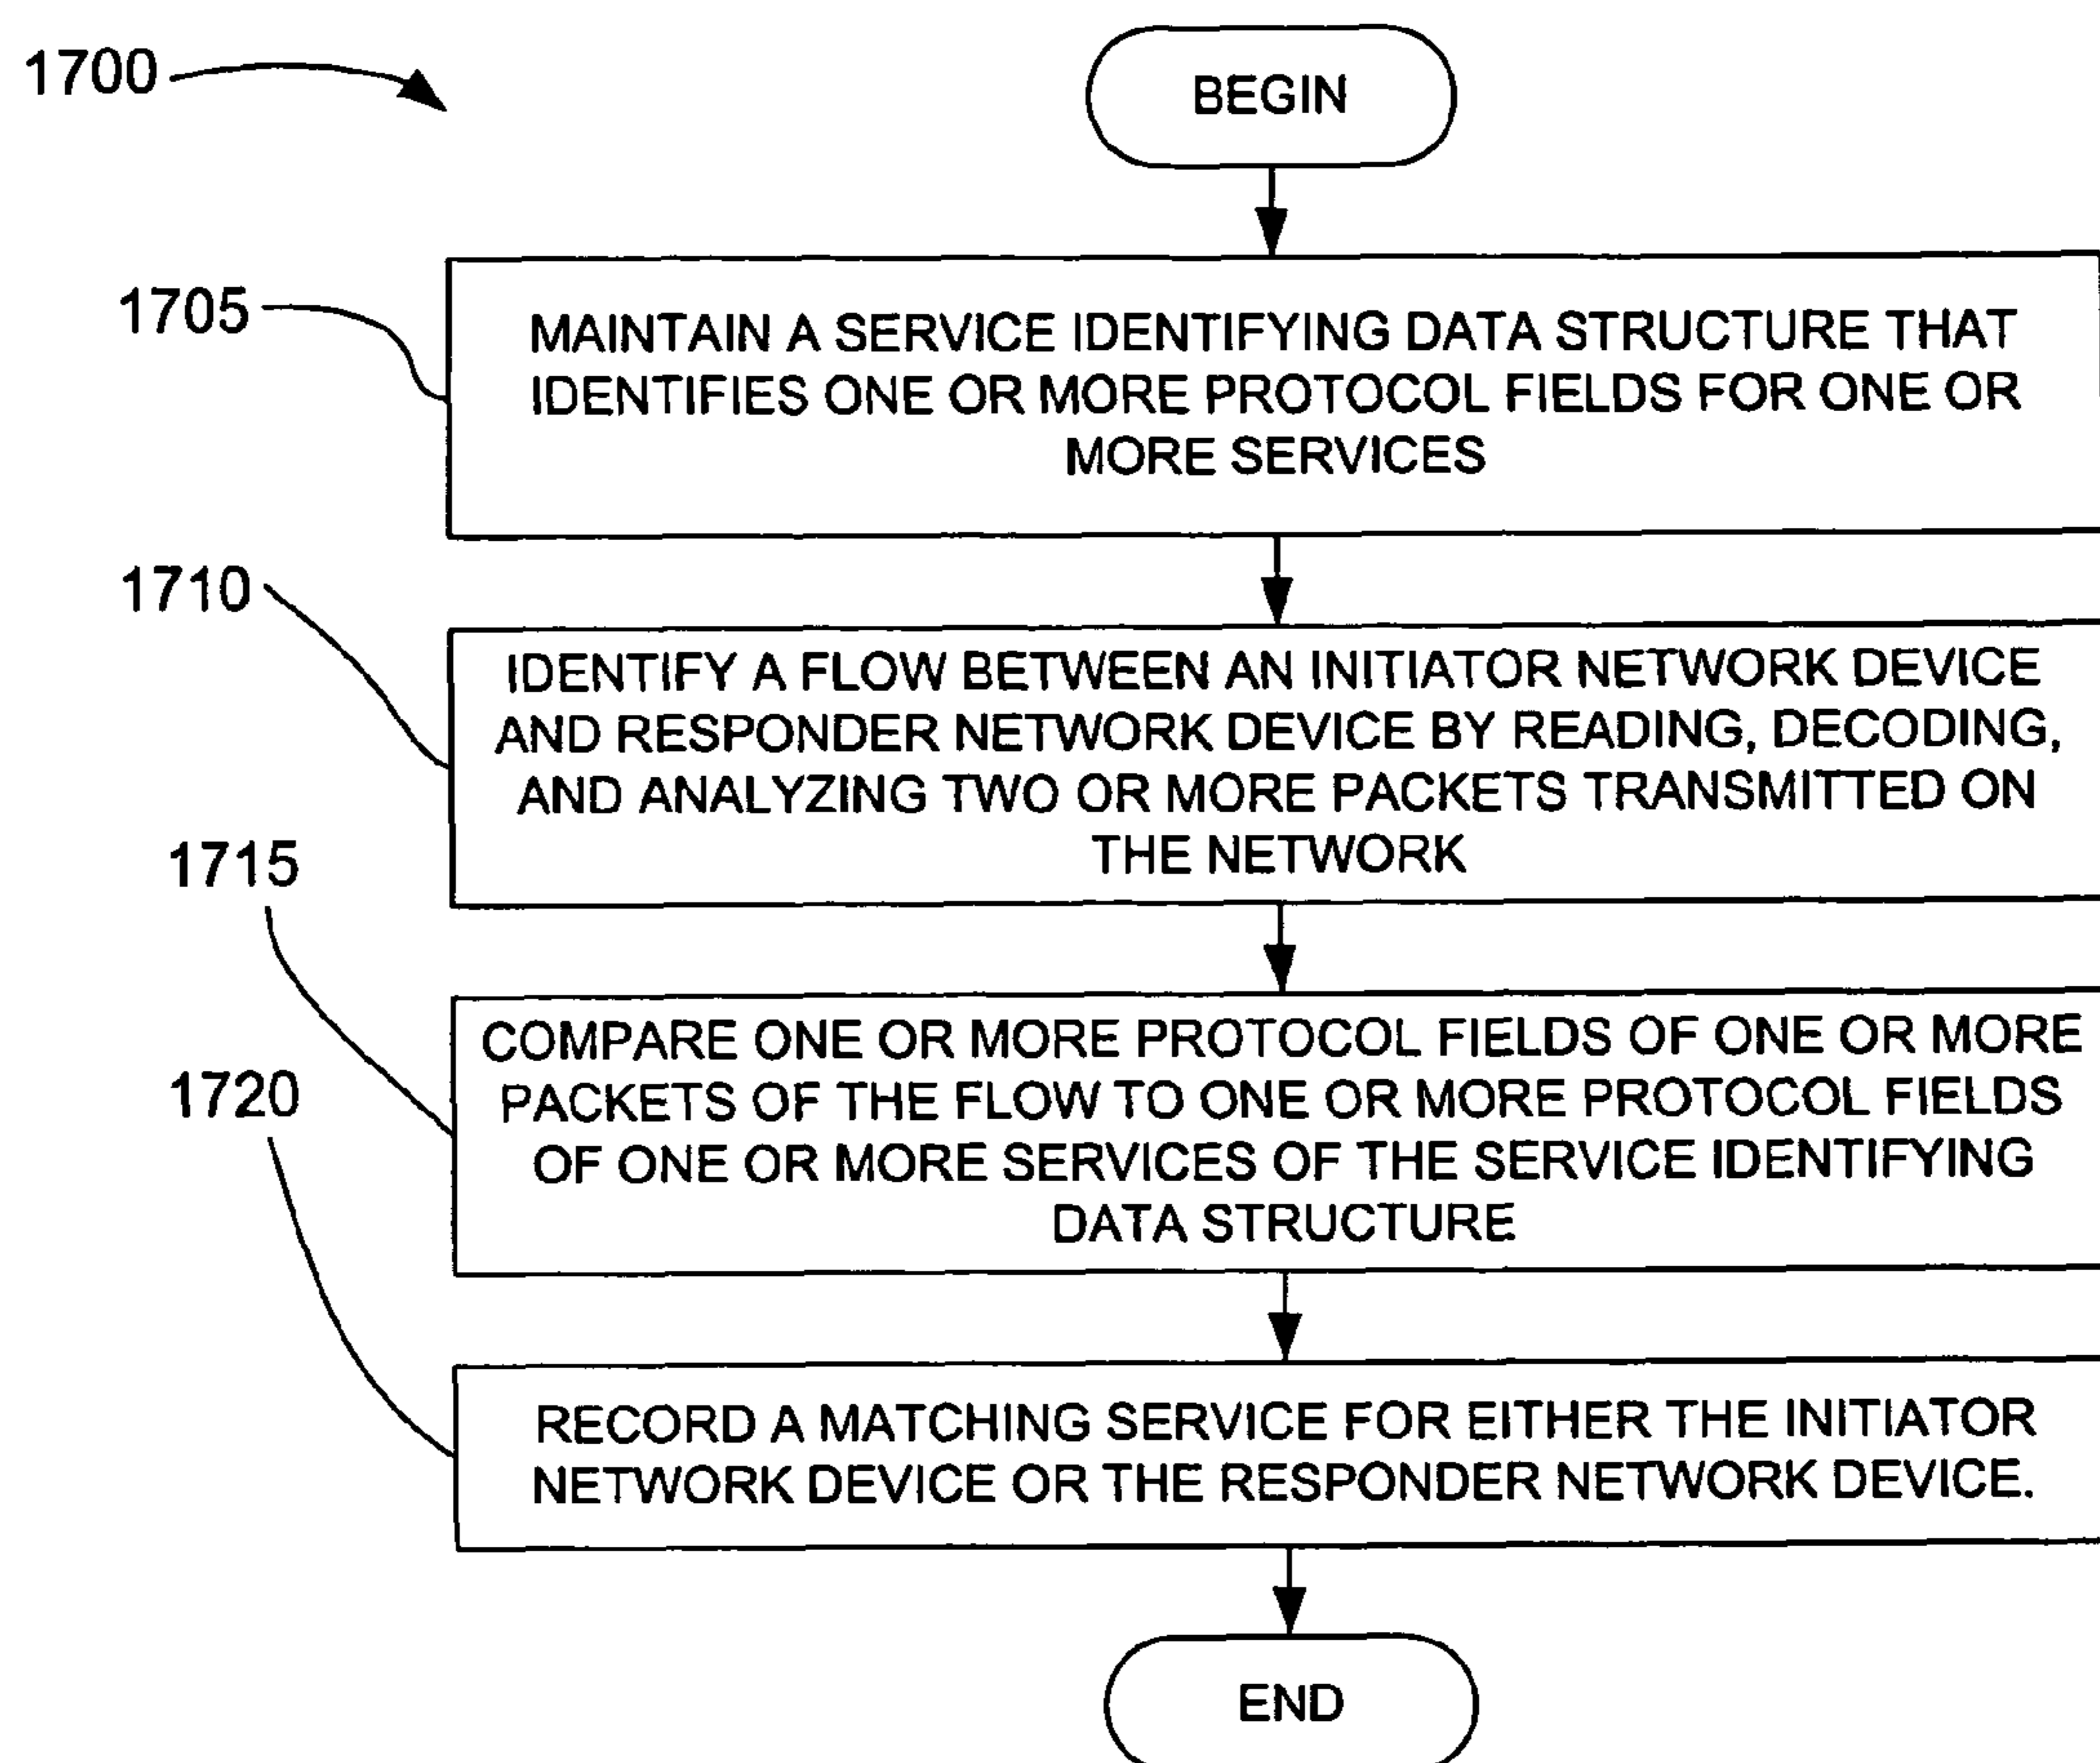 1700
BEGIN
1705
MAINTAIN A SERVICE IDENTIFYING DATA STRUCTURE THAT
IDENTIFIES ONE OR MORE PROTOCOL FIELDS FOR ONE OR
MORE SERVICES
1710
IDENTIFY A FLOW BETWEEN AN INITIATOR NETWORK DEVICE
AND RESPONDER NETWORK DEVICE BY READING, DECODING,
AND ANALYZING TWO OR MORE PACKETS TRANSMITTED ON
THE NETWORK
1715
COMPARE ONE OR MORE PROTOCOL FIELDS OF ONE OR MORE
PACKETS OF THE FLOW TO ONE OR MORE PROTOCOL FIELDS
OF ONE OR MORE SERVICES OF THE SERVICE IDENTIFYING
DATA STRUCTURE
1720
RECORD A MATCHING SERVICE FOR EITHER THE INITIATOR
NETWORK DEVICE OR THE RESPONDER NETWORK DEVICE.
END